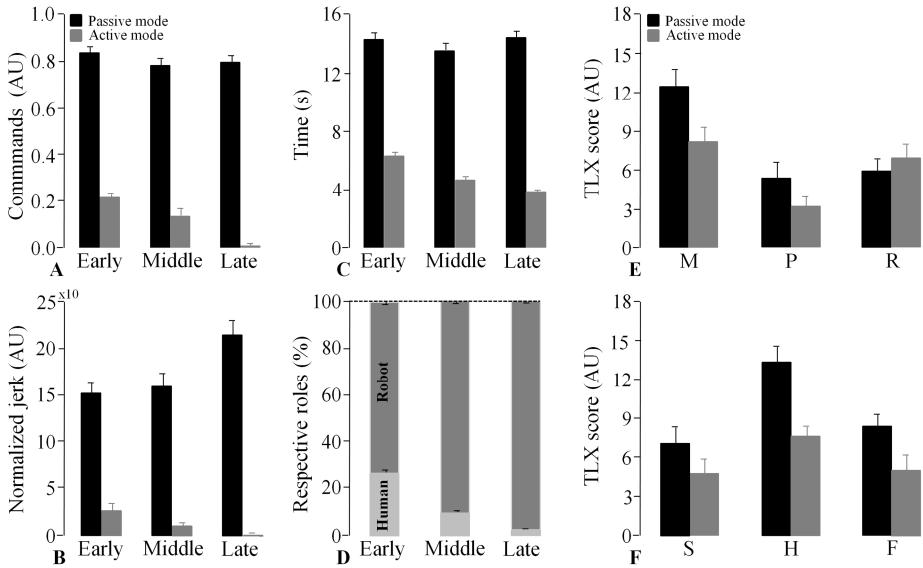 Commmands (AU)
1.0
0.8
0.6
0.4
0.2
0.0
Passive mode
Active mode
Early Middle Late
A
Time (s)
16
12
8
4
0
Early Middle Late
C
TLX score (AU)
18
15
12
9
6
3
0
Passive mode
Active mode
M P R
E
Normalized jerk (AU)
x10
25
20
15
10
5
0
Early Middle Late
B
Respective roles (%)
100
80
60
40
20
0
Robot
Human
Early Middle Late
D
TLX score (AU)
18
15
12
9
6
3
0
S H F
F